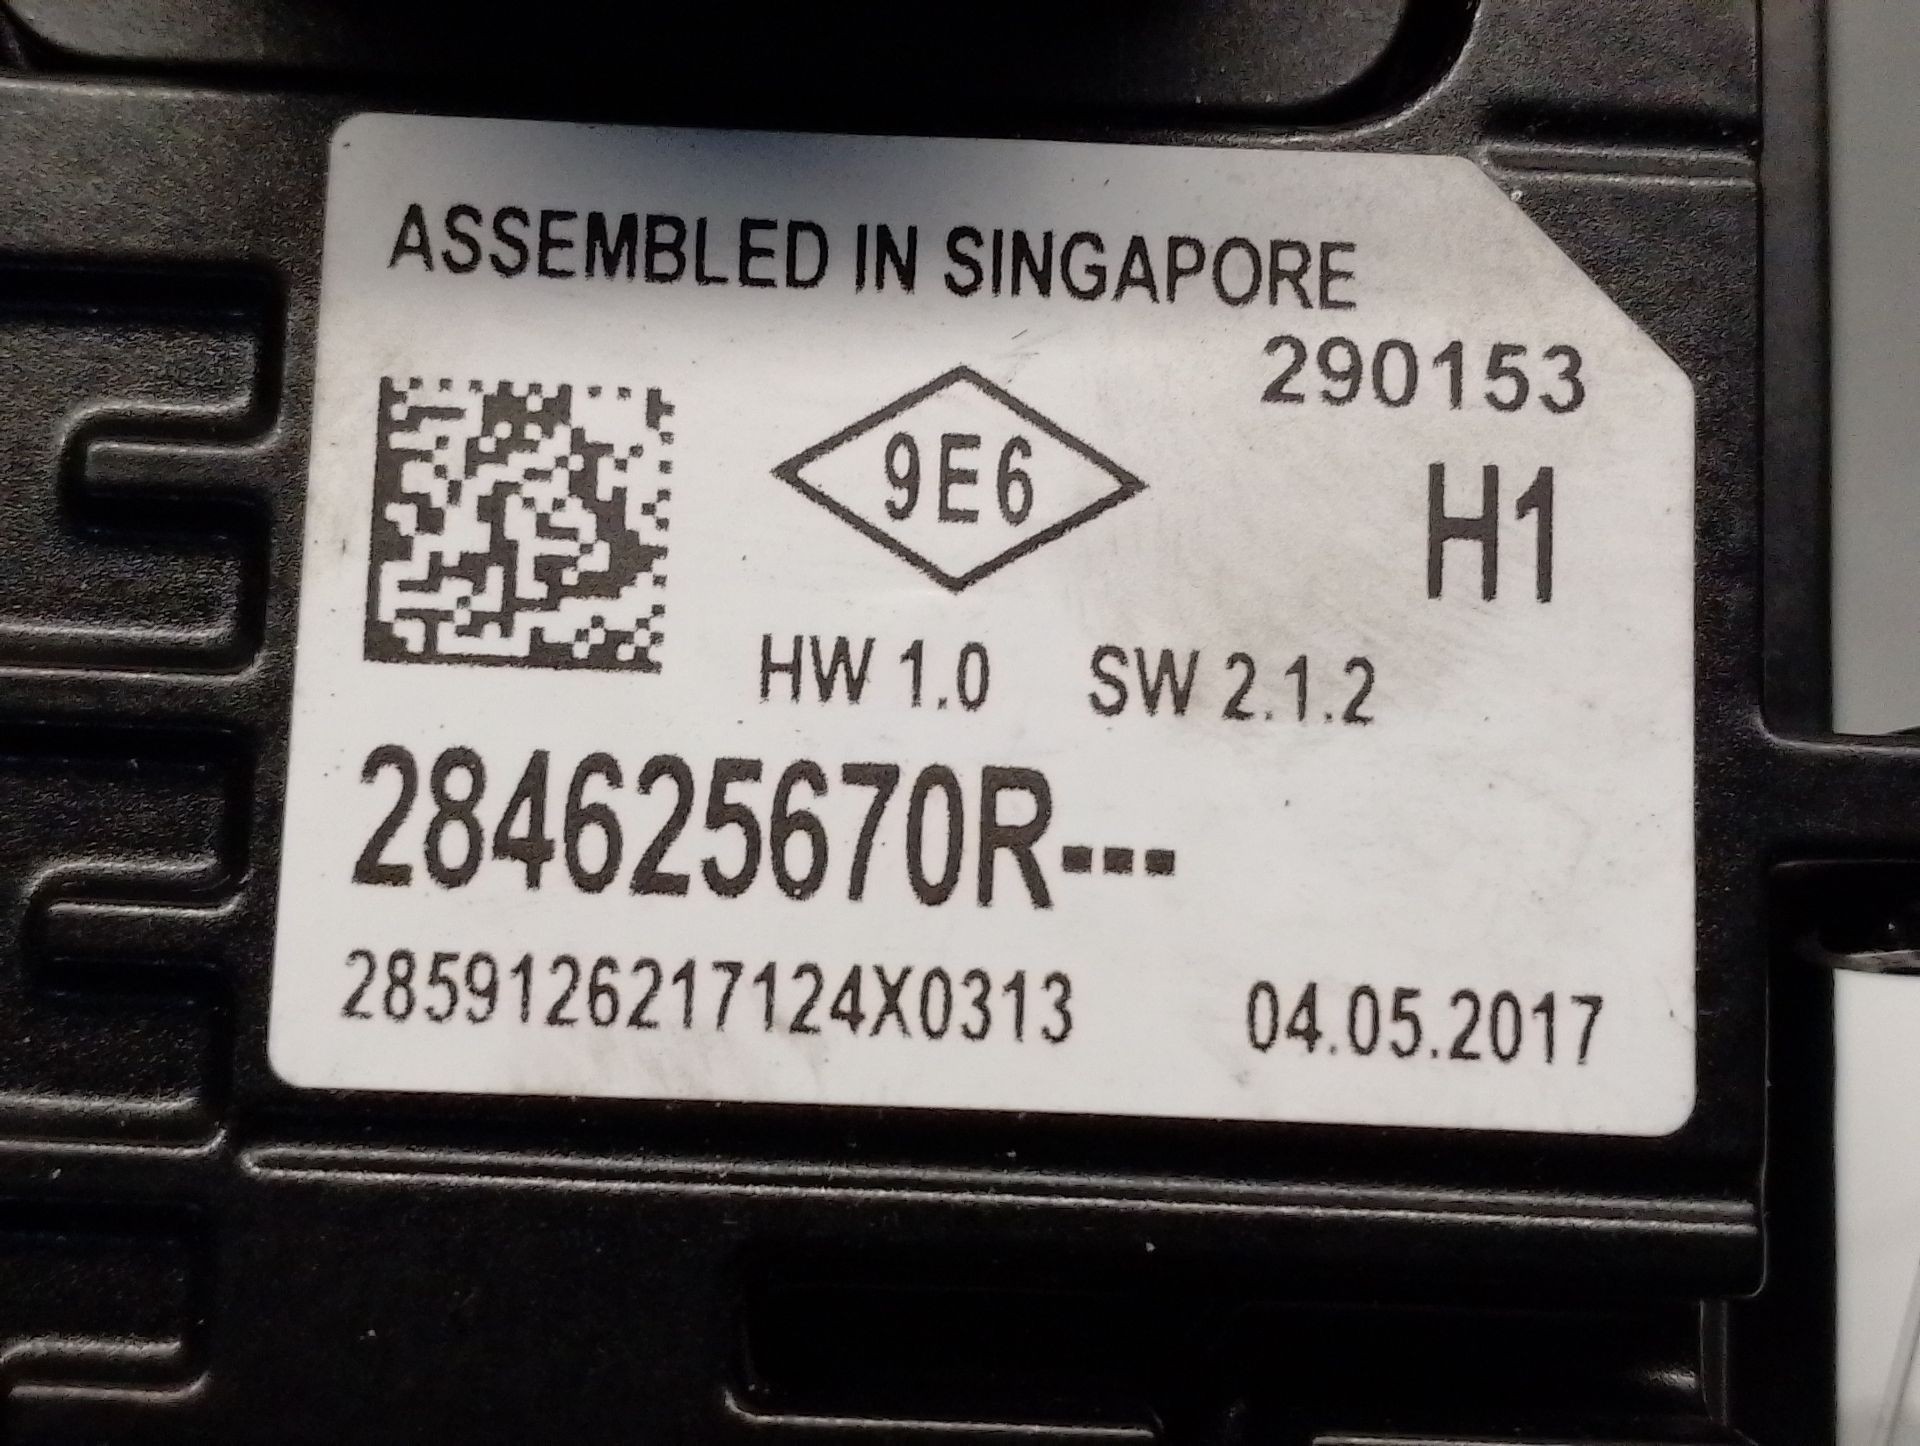 ASSEMBLED IN SINGAPORE
290153
9E6
H1
HW 1.0 SW 2.1.2
284625670R---
2859126217124X0313 04.05.2017